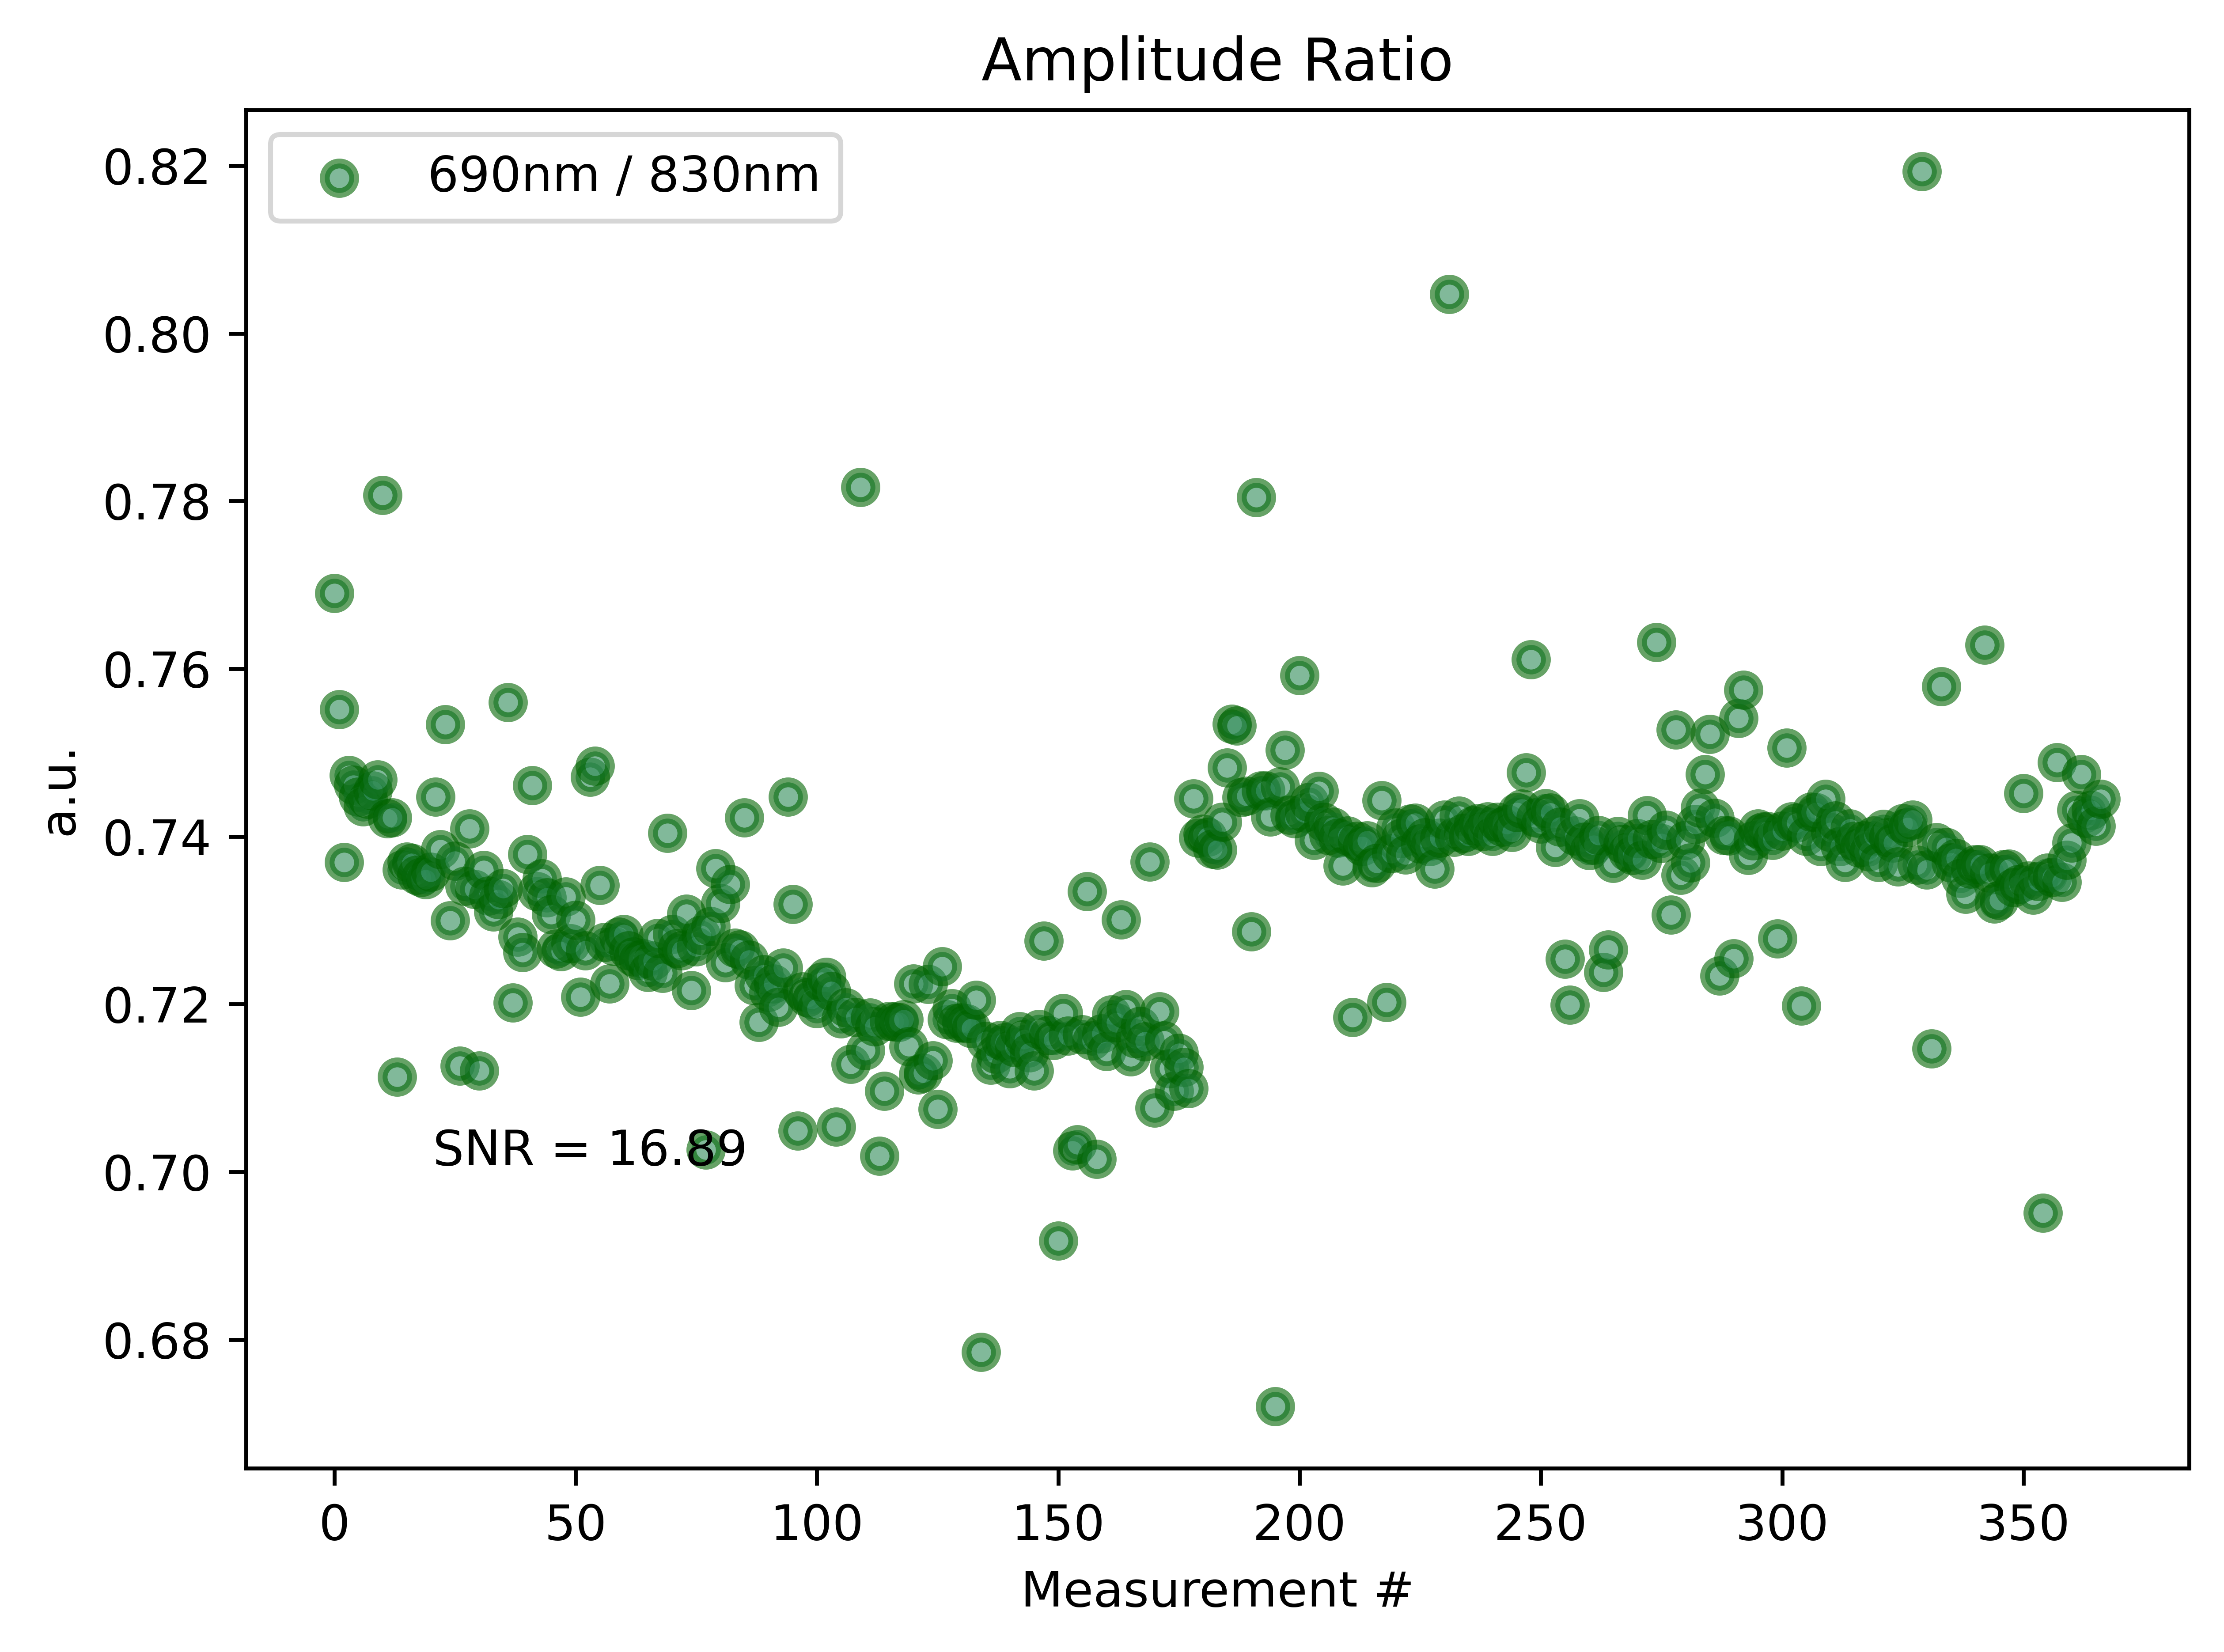 Amplitude Ratio
690nm / 830nm
0.82
0.80
0.78
0.76
0.74
0.72
0.70
0.68
a.u.
SNR = 16.89
0 50 100 150 200 250 300 350
Measurement #